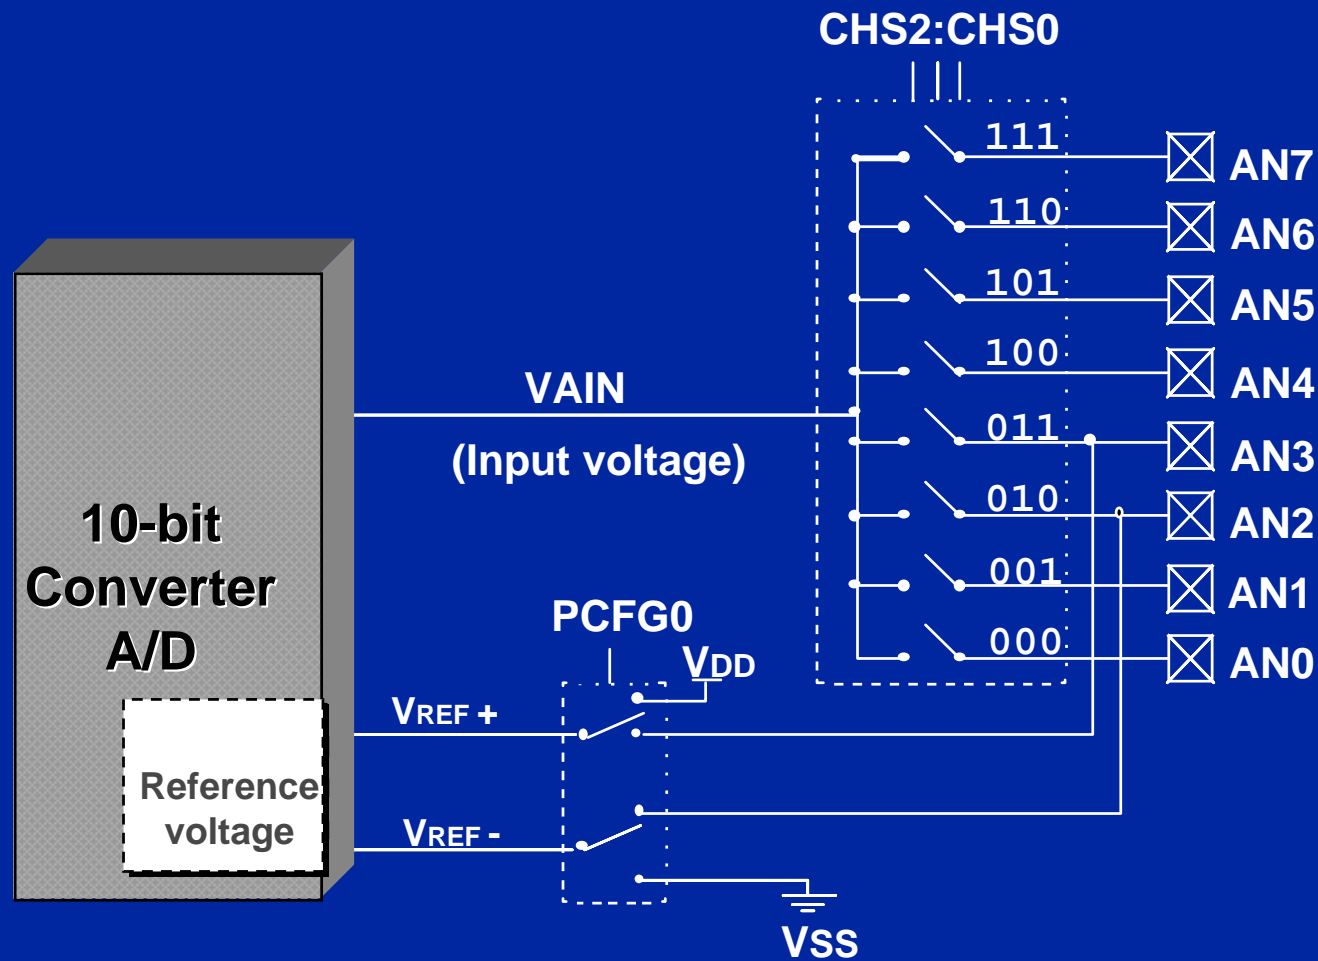 CHS2:CHS0
111 AN7
110 AN6
101 AN5
100 AN4
VAIN
011 AN3
(Input voltage)
010 AN2
10-bit
Converter
A/D
001 AN1
PCFG0
000 AN0
VDD
VREF +
Reference
voltage
VREF -
VSS